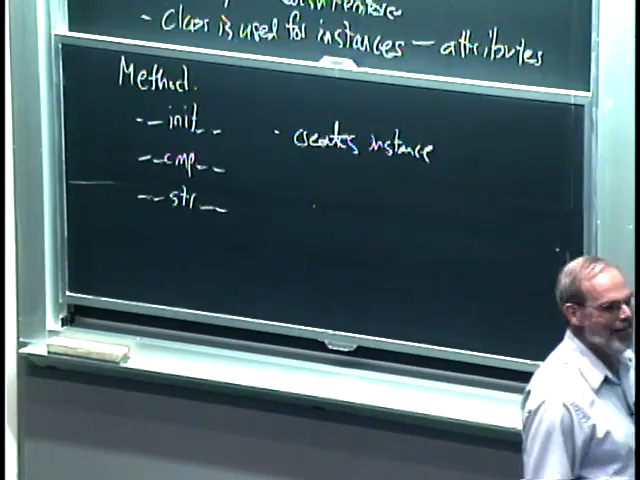 - Class is used for instances – attributes
Method.
__init__ · creates instance
__cmp__
__str__